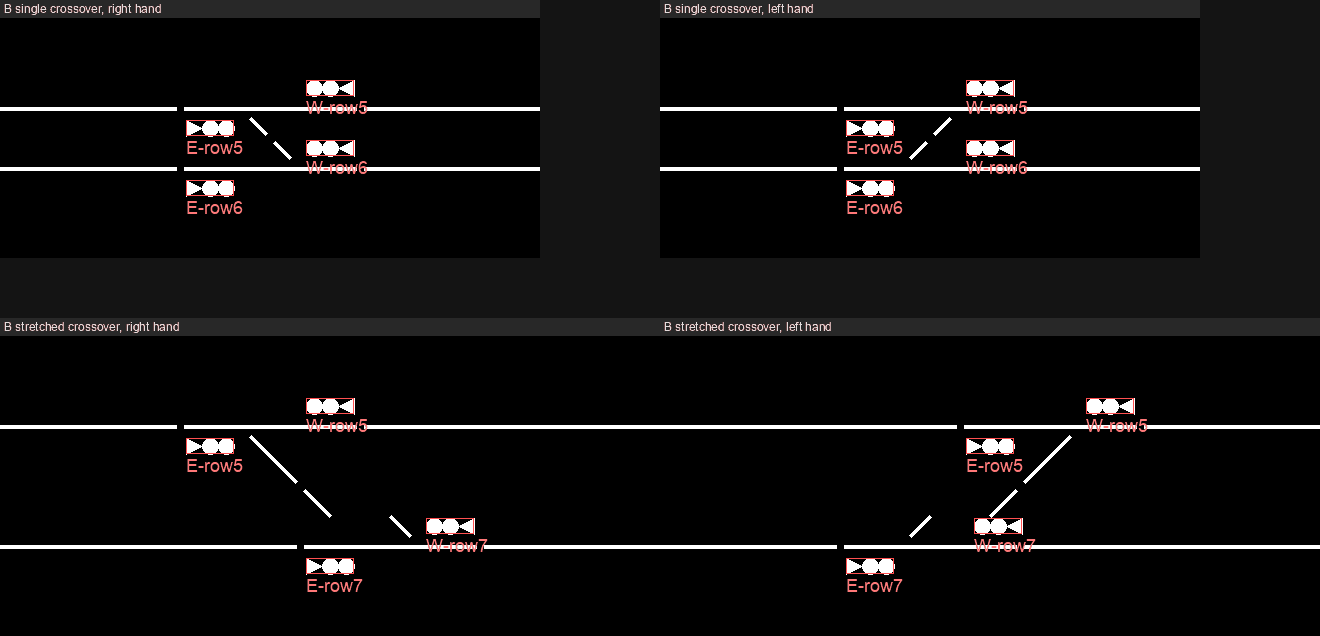 B single crossover, right hand
W-row5
E-row5
W-row6
E-row6
B single crossover, left hand
W-row5
E-row5
W-row6
E-row6
B stretched crossover, right hand
W-row5
E-row5
W-row7
E-row7
B stretched crossover, left hand
W-row5
E-row5
W-row7
E-row7